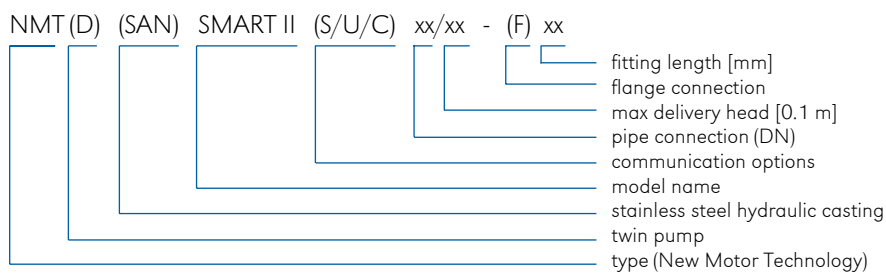 NMT (D) (SAN) SMART II (S/U/C) xx/xx - (F) xx
fitting length [mm]
flange connection
max delivery head [0.1 m]
pipe connection (DN)
communication options
model name
stainless steel hydraulic casting
twin pump
type (New Motor Technology)